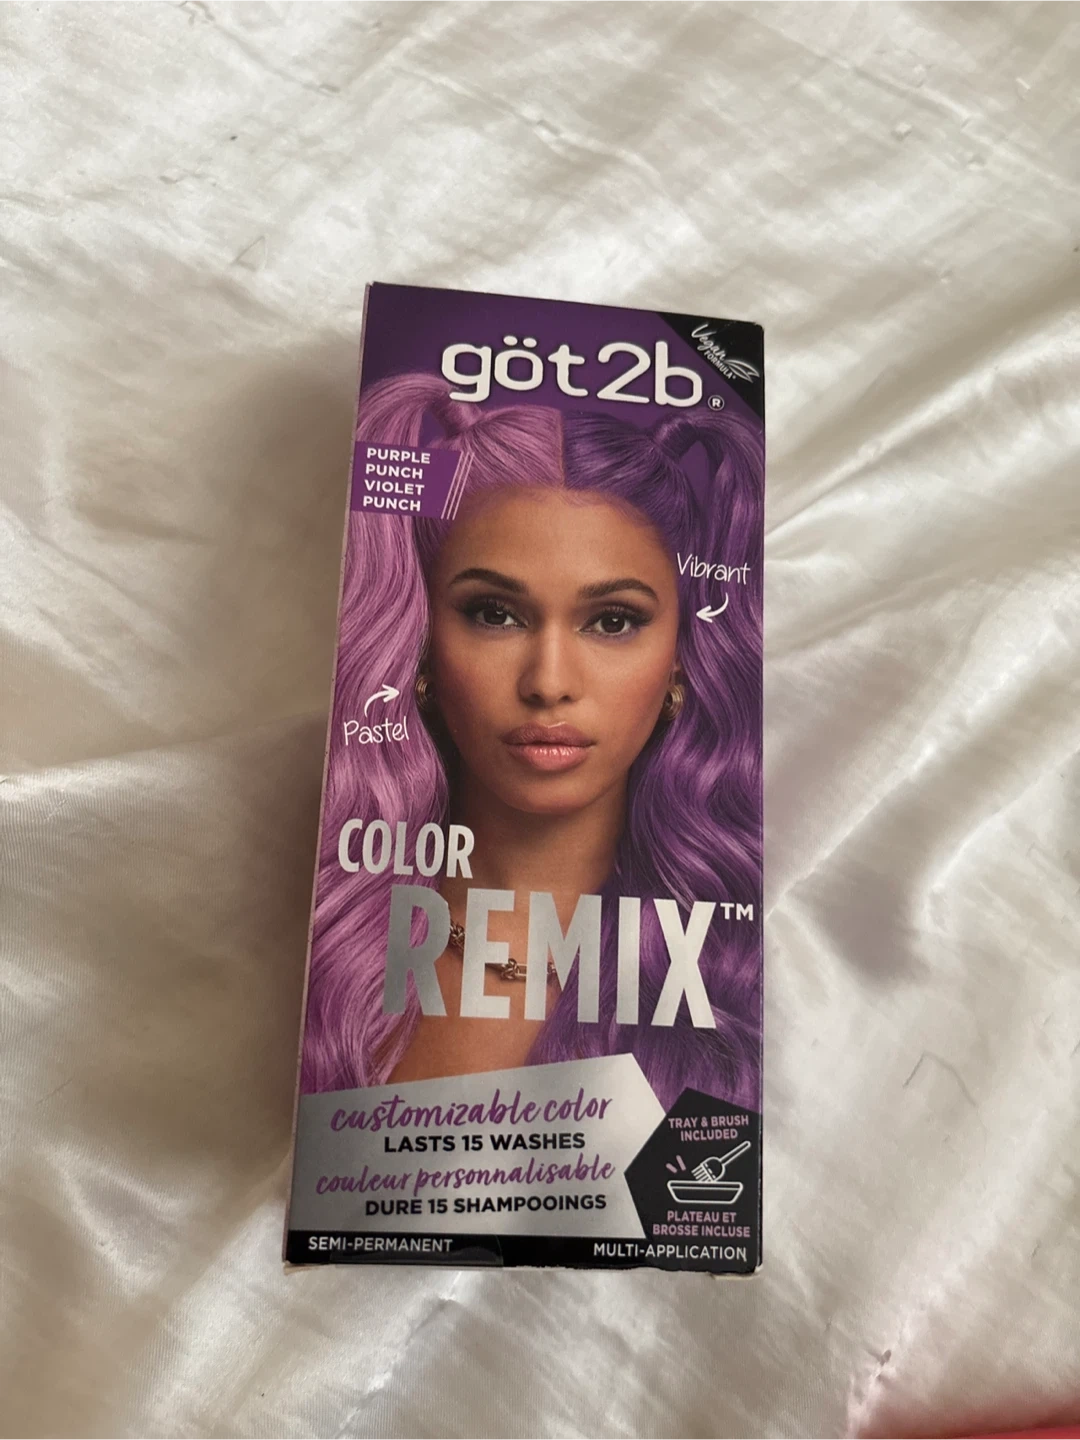 göt2b®
Vegan
FORMULA*
PURPLE
PUNCH
VIOLET
PUNCH
Vibrant
Pastel
COLOR
REMIX™
customizable color
LASTS 15 WASHES
couleur personnalisable
DURE 15 SHAMPOOINGS
TRAY & BRUSH
INCLUDED
PLATEAU ET
BROSSE INCLUSE
SEMI-PERMANENT
MULTI-APPLICATION